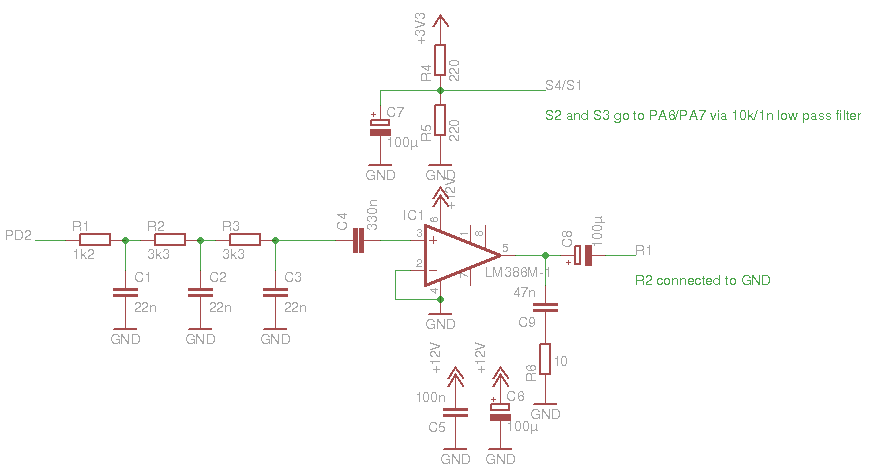 +3V3
R4
220
S4/S1
C7
100µ
R5
220
S2 and S3 go to PA6/PA7 via 10k/1n low pass filter
GND
GND
+12V
PD2
R1
1k2
R2
3k3
R3
3k3
C4
330n
IC1
3
2
6
1
8
5
7
4
LM386M-1
C8
100µ
R1
R2 connected to GND
C1
22n
C2
22n
C3
22n
GND
GND
GND
GND
47n
C9
R6
10
GND
+12V
100n
C5
GND
+12V
C6
100µ
GND